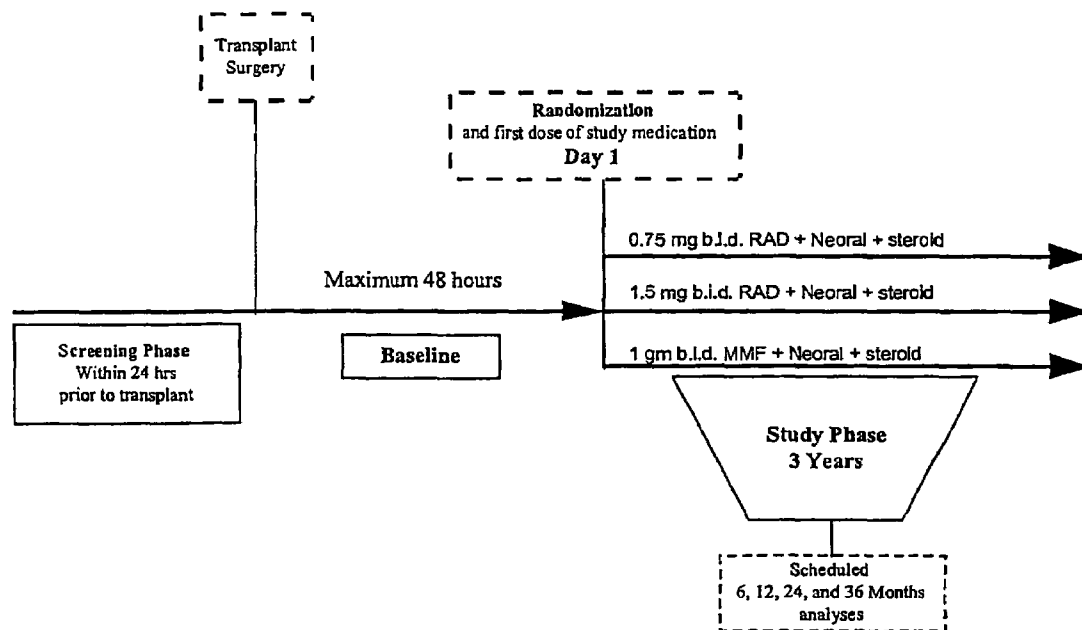 Transplant
Surgery
Randomization
and first dose of study medication
Day 1
0.75 mg b.i.d. RAD + Neoral + steroid
Maximum 48 hours
1.5 mg b.i.d. RAD + Neoral + steroid
Screening Phase
Within 24 hrs
prior to transplant
Baseline
1 gm b.i.d. MMF + Neoral + steroid
Study Phase
3 Years
Scheduled
6, 12, 24, and 36 Months
analyses